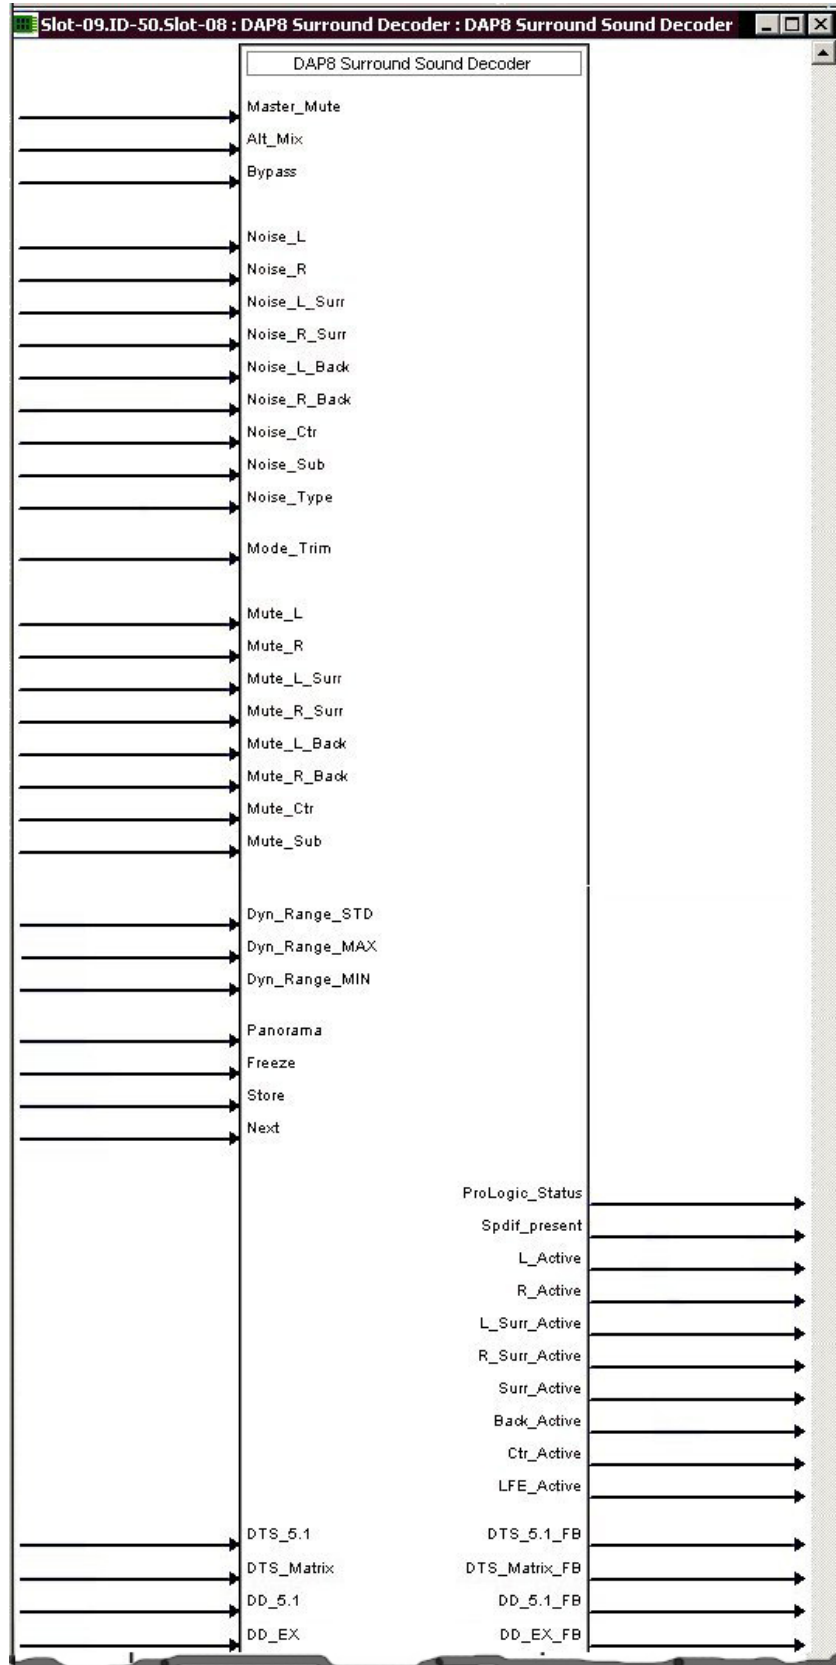 Slot-09.ID-50.Slot-08 : DAP8 Surround Decoder : DAP8 Surround Sound Decoder
DAP8 Surround Sound Decoder
Master_Mute
Alt_Mix
Bypass
Noise_L
Noise_R
Noise_L_Surr
Noise_R_Surr
Noise_L_Back
Noise_R_Back
Noise_Ctr
Noise_Sub
Noise_Type
Mode_Trim
Mute_L
Mute_R
Mute_L_Surr
Mute_R_Surr
Mute_L_Back
Mute_R_Back
Mute_Ctr
Mute_Sub
Dyn_Range_STD
Dyn_Range_MAX
Dyn_Range_MIN
Panorama
Freeze
Store
Next
ProLogic_Status
Spdif_present
L_Active
R_Active
L_Surr_Active
R_Surr_Active
Surr_Active
Back_Active
Ctr_Active
LFE_Active
DTS_5.1 DTS_5.1_FB
DTS_Matrix DTS_Matrix_FB
DD_5.1 DD_5.1_FB
DD_EX DD_EX_FB